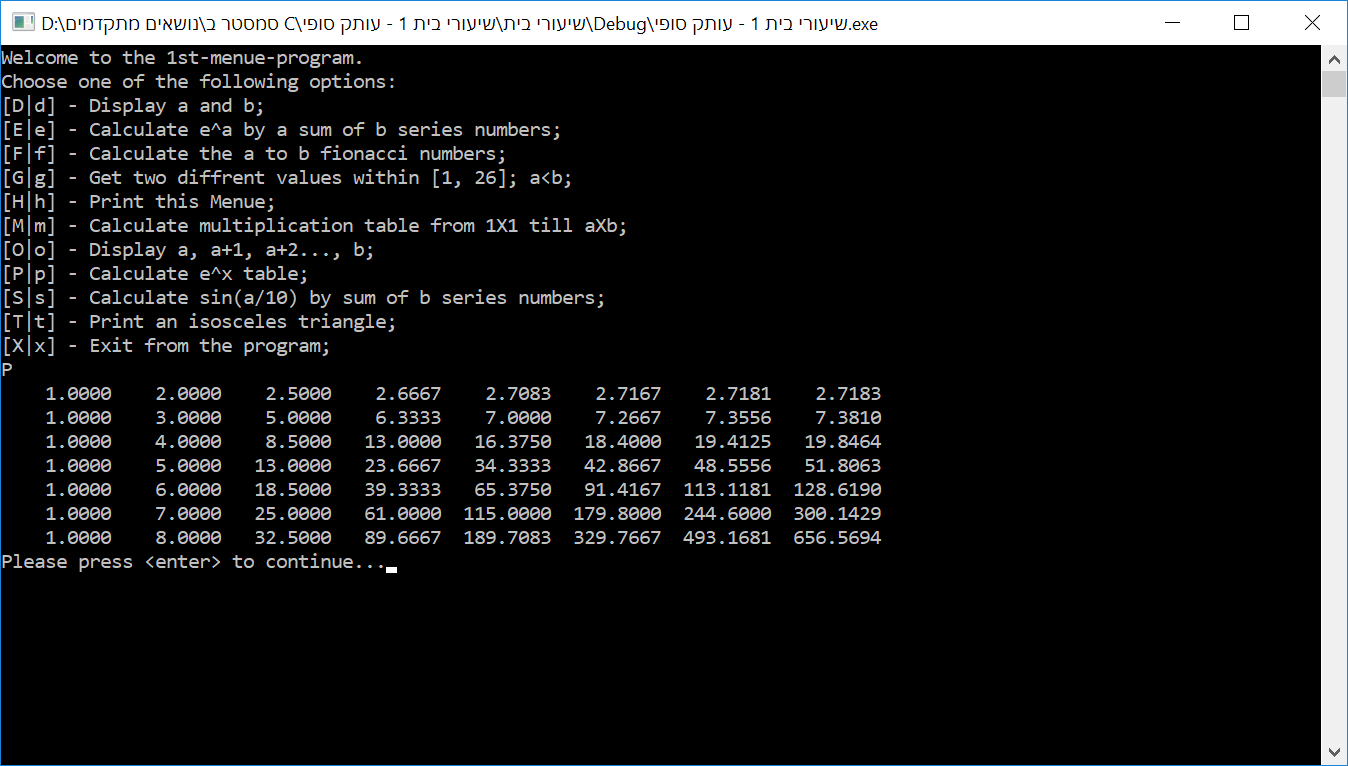 D:\סמסטר ב\נושאים מתקדמים C\שיעורי בית\שיעורי בית 1 - עותק סופי\Debug\שיעורי בית 1 - עותק סופי.exe
Welcome to the 1st-menue-program.
Choose one of the following options:
[D|d] - Display a and b;
[E|e] - Calculate e^a by a sum of b series numbers;
[F|f] - Calculate the a to b fionacci numbers;
[G|g] - Get two diffrent values within [1, 26]; a<b;
[H|h] - Print this Menue;
[M|m] - Calculate multiplication table from 1X1 till aXb;
[O|o] - Display a, a+1, a+2..., b;
[P|p] - Calculate e^x table;
[S|s] - Calculate sin(a/10) by sum of b series numbers;
[T|t] - Print an isosceles triangle;
[X|x] - Exit from the program;
P
1.0000 2.0000 2.5000 2.6667 2.7083 2.7167 2.7181 2.7183
1.0000 3.0000 5.0000 6.3333 7.0000 7.2667 7.3556 7.3810
1.0000 4.0000 8.5000 13.0000 16.3750 18.4000 19.4125 19.8464
1.0000 5.0000 13.0000 23.6667 34.3333 42.8667 48.5556 51.8063
1.0000 6.0000 18.5000 39.3333 65.3750 91.4167 113.1181 128.6190
1.0000 7.0000 25.0000 61.0000 115.0000 179.8000 244.6000 300.1429
1.0000 8.0000 32.5000 89.6667 189.7083 329.7667 493.1681 656.5694
Please press <enter> to continue...